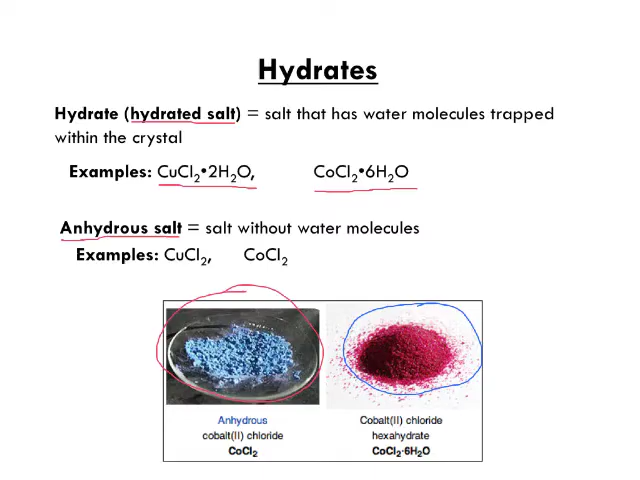 Hydrates
Hydrate (hydrated salt) = salt that has water molecules trapped
within the crystal
Examples: CuCl₂•2H₂O, CoCl₂•6H₂O
Anhydrous salt = salt without water molecules
Examples: CuCl₂, CoCl₂
Anhydrous
cobalt(II) chloride
CoCl₂
Cobalt(II) chloride
hexahydrate
CoCl₂·6H₂O